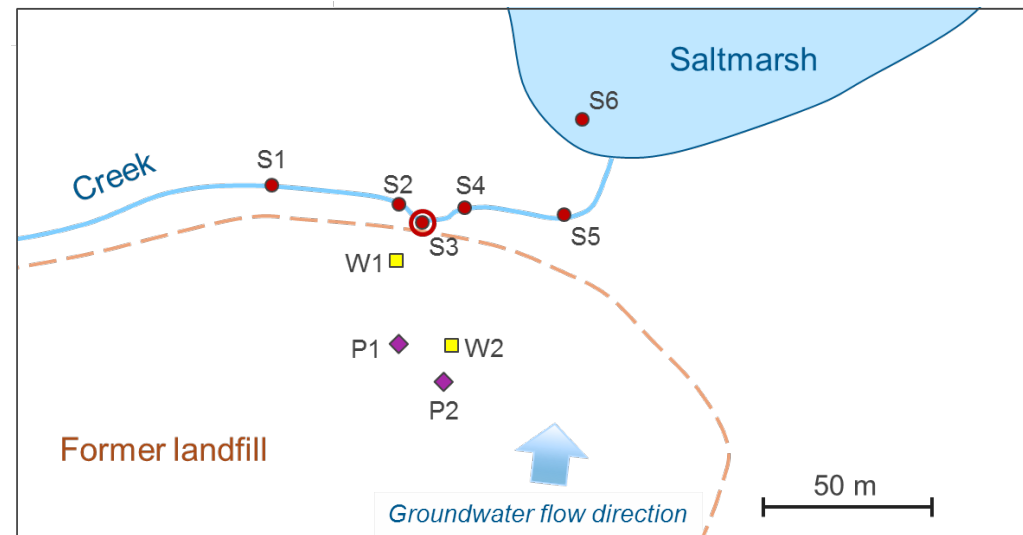 Saltmarsh
S6
Creek
S1
S2
S4
S3
S5
W1
P1
W2
P2
Former landfill
50 m
Groundwater flow direction